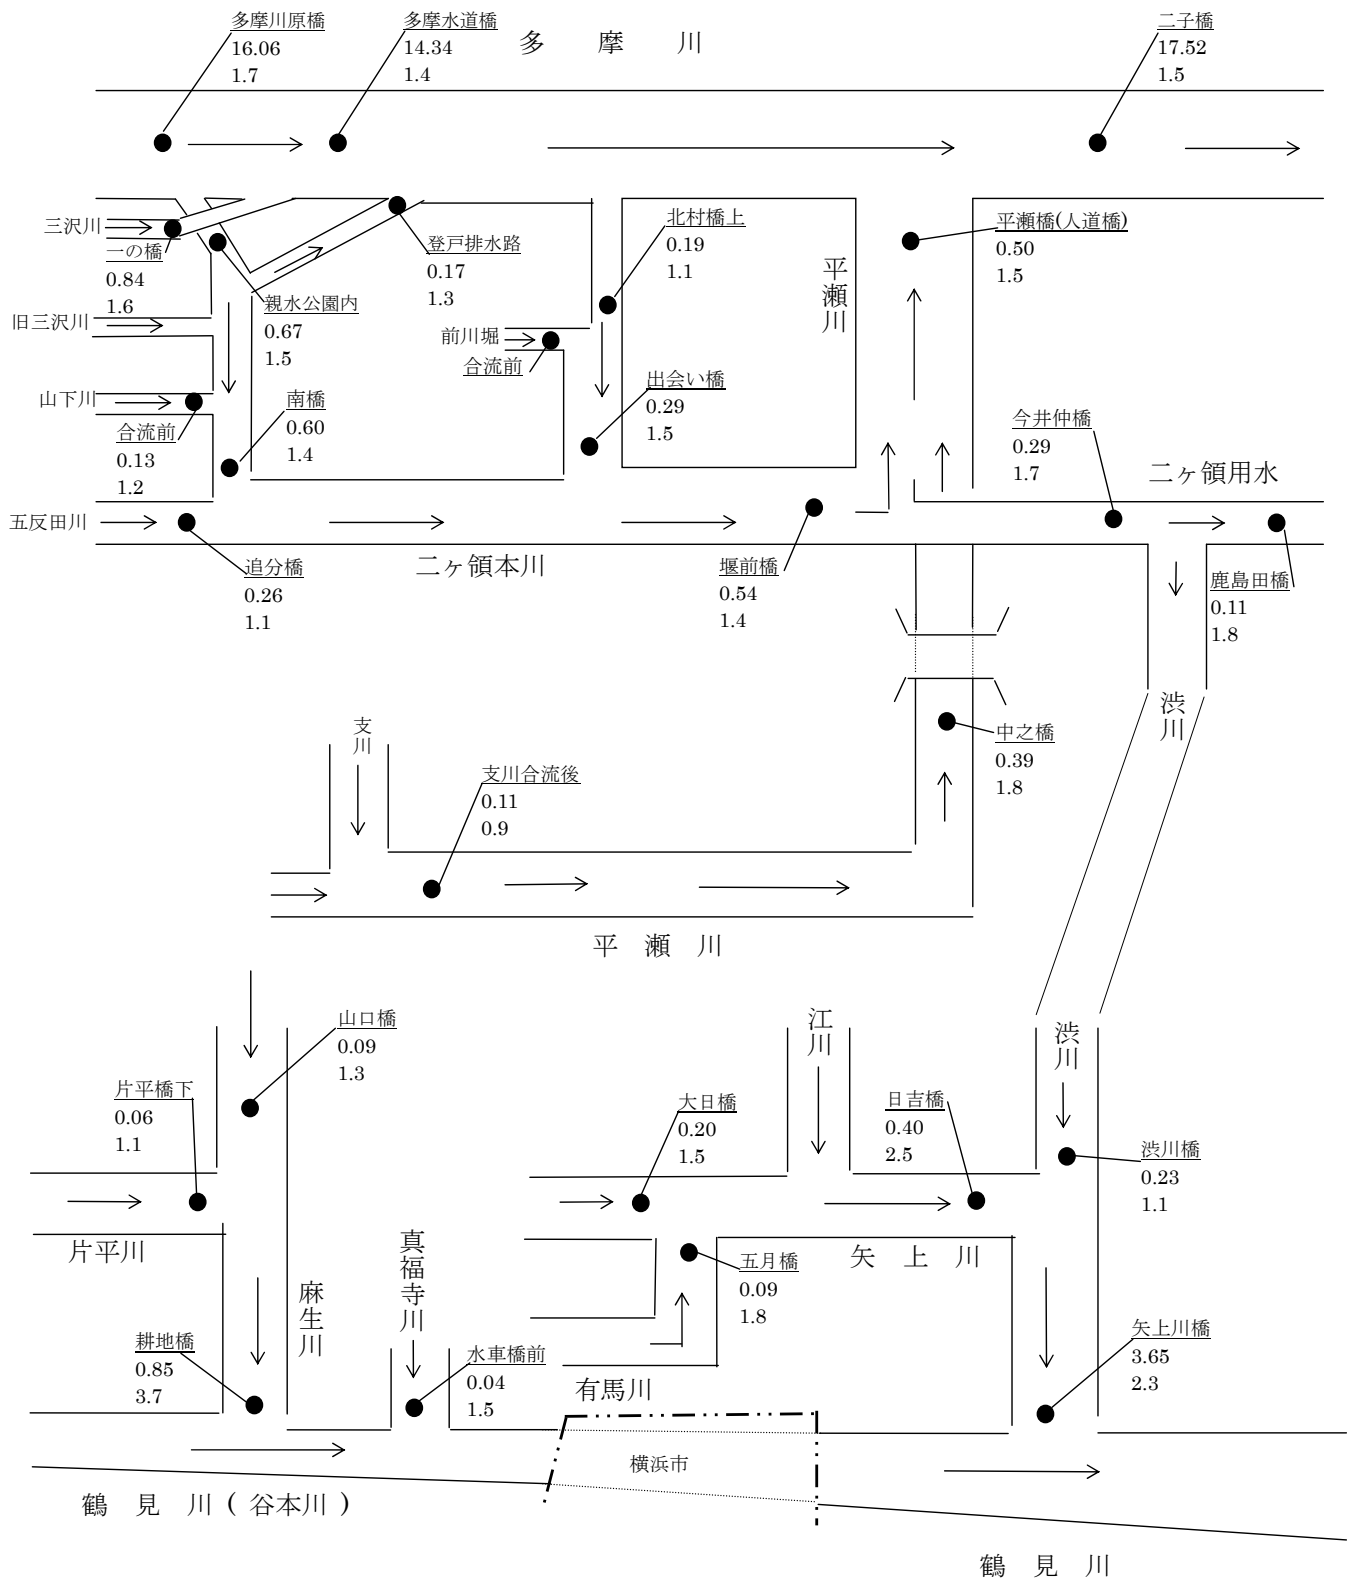 多摩川原橋
16.06
1.7
多摩水道橋
14.34
1.4
多 摩 川
二子橋
17.52
1.5
三沢川
一の橋
0.84
1.6
登戸排水路
0.17
1.3
北村橋上
0.19
1.1
平瀬川
平瀬橋(人道橋)
0.50
1.5
旧三沢川
親水公園内
0.67
1.5
前川堀
合流前
山下川
合流前
0.13
1.2
南橋
0.60
1.4
出会い橋
0.29
1.5
今井仲橋
0.29
1.7
二ヶ領用水
五反田川
追分橋
0.26
1.1
二ヶ領本川
堰前橋
0.54
1.4
鹿島田橋
0.11
1.8
渋川
支川
中之橋
0.39
1.8
支川合流後
0.11
0.9
平 瀬 川
山口橋
0.09
1.3
江川
渋川
片平橋下
0.06
1.1
大日橋
0.20
1.5
日吉橋
0.40
2.5
渋川橋
0.23
1.1
片平川
真福寺川
五月橋
0.09
1.8
矢 上 川
麻生川
耕地橋
0.85
3.7
水車橋前
0.04
1.5
有馬川
矢上川橋
3.65
2.3
横浜市
鶴 見 川 ( 谷本川 )
鶴 見 川